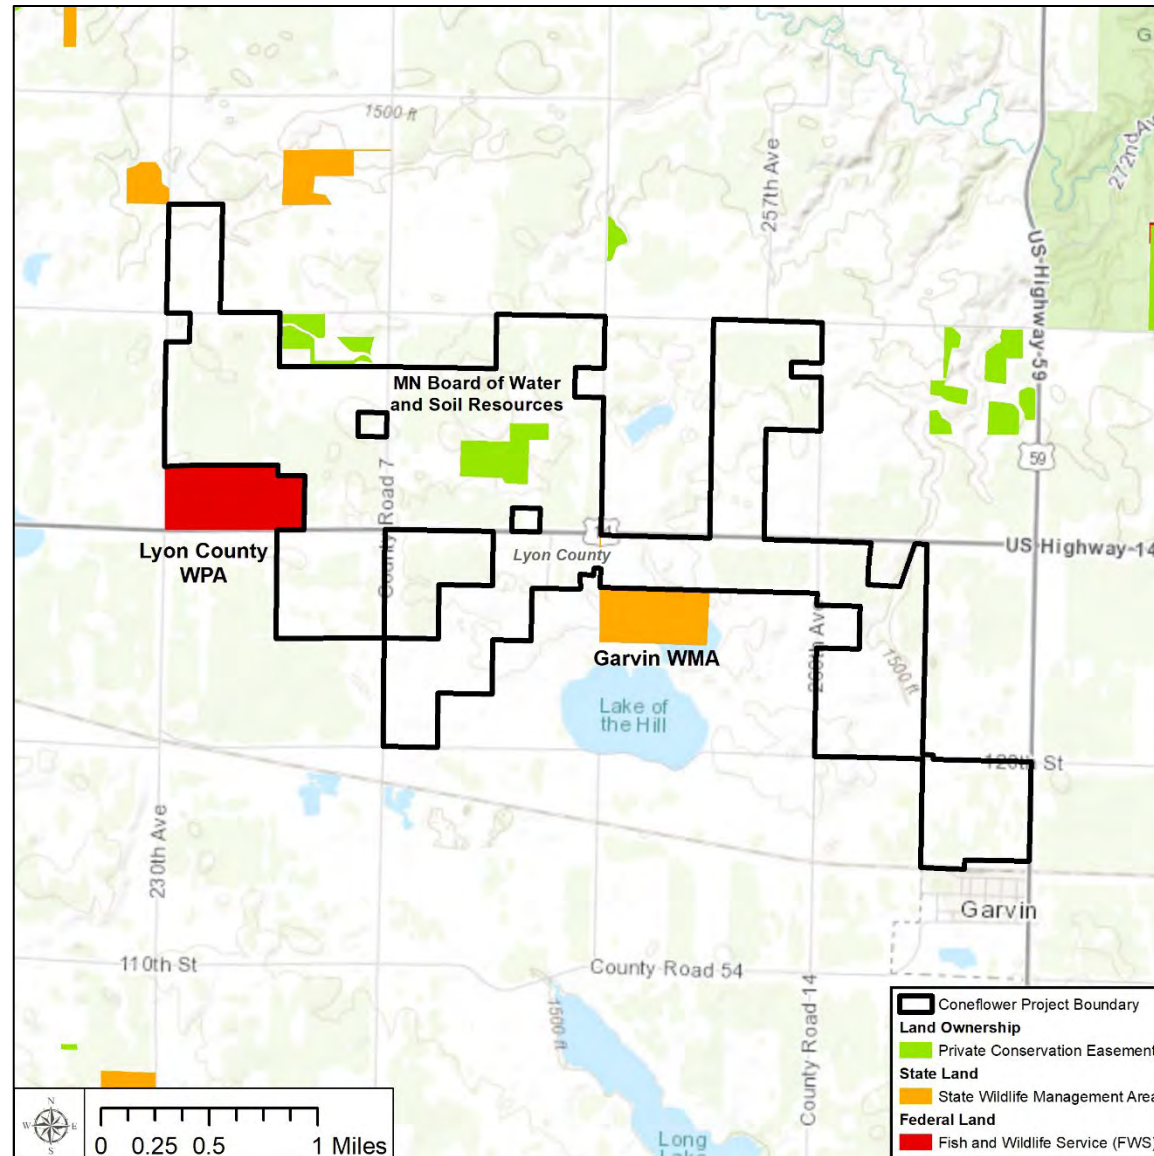 G
1500 ft
257th Ave
272nd Av
US-Highway-59
MN Board of Water
and Soil Resources
59
County Road 7
14
Lyon County
WPA
Lyon County
US-Highway-14
Garvin WMA
260th Ave
1500 ft
Lake of
the Hill
120th St
230th Ave
Garvin
110th St
County Road 54
1500 ft
County Road 14
Long
Lake
N
W
E
S
0 0.25 0.5 1 Miles
Coneflower Project Boundary
Land Ownership
Private Conservation Easement
State Land
State Wildlife Management Area
Federal Land
Fish and Wildlife Service (FWS)